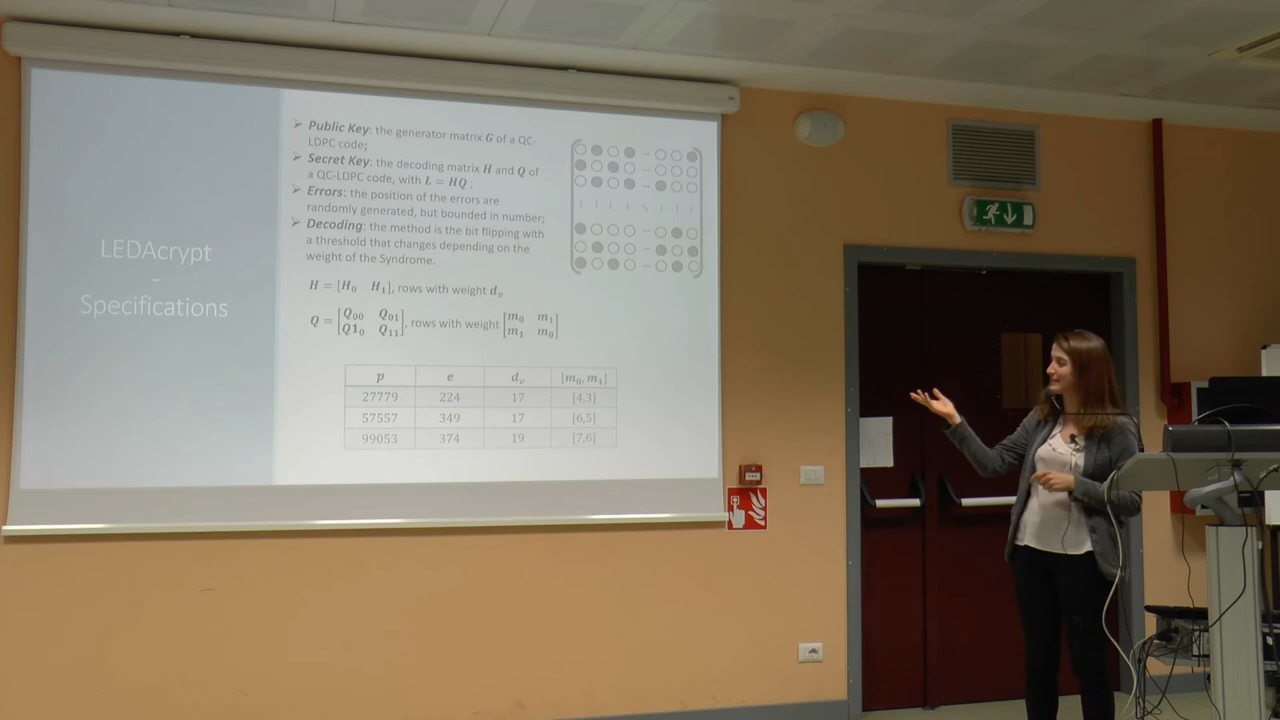 LEDAcrypt
-
Specifications
➢ Public Key: the generator matrix G of a QC-
LDPC code;
➢ Secret Key: the decoding matrix H and Q of
a QC-LDPC code, with L = HQ ;
➢ Errors: the position of the errors are
randomly generated, but bounded in number;
➢ Decoding: the method is the bit flipping with
a threshold that changes depending on the
weight of the Syndrome.
H = [H₀ H₁], rows with weight dᵥ
Q = [Q₀₀ Q₀₁
Q1₀ Q₁₁], rows with weight [m₀ m₁
m₁ m₀]
p e dᵥ [m₀, m₁]
27779 224 17 [4,3]
57557 349 17 [6,5]
99053 374 19 [7,6]